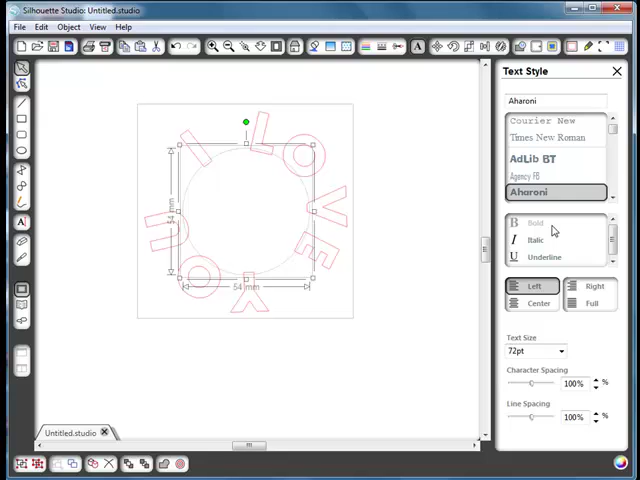 Silhouette Studio: Untitled.studio
File Edit Object View Help
Text Style
Aharoni
Courier New
Times New Roman
AdLib BT
Agency FB
Aharoni
B Bold
I Italic
U Underline
Left Right
Center Full
Text Size
72pt
Character Spacing
100% %
Line Spacing
100% %
I LOVE YOU
54 mm
54 mm
Untitled.studio